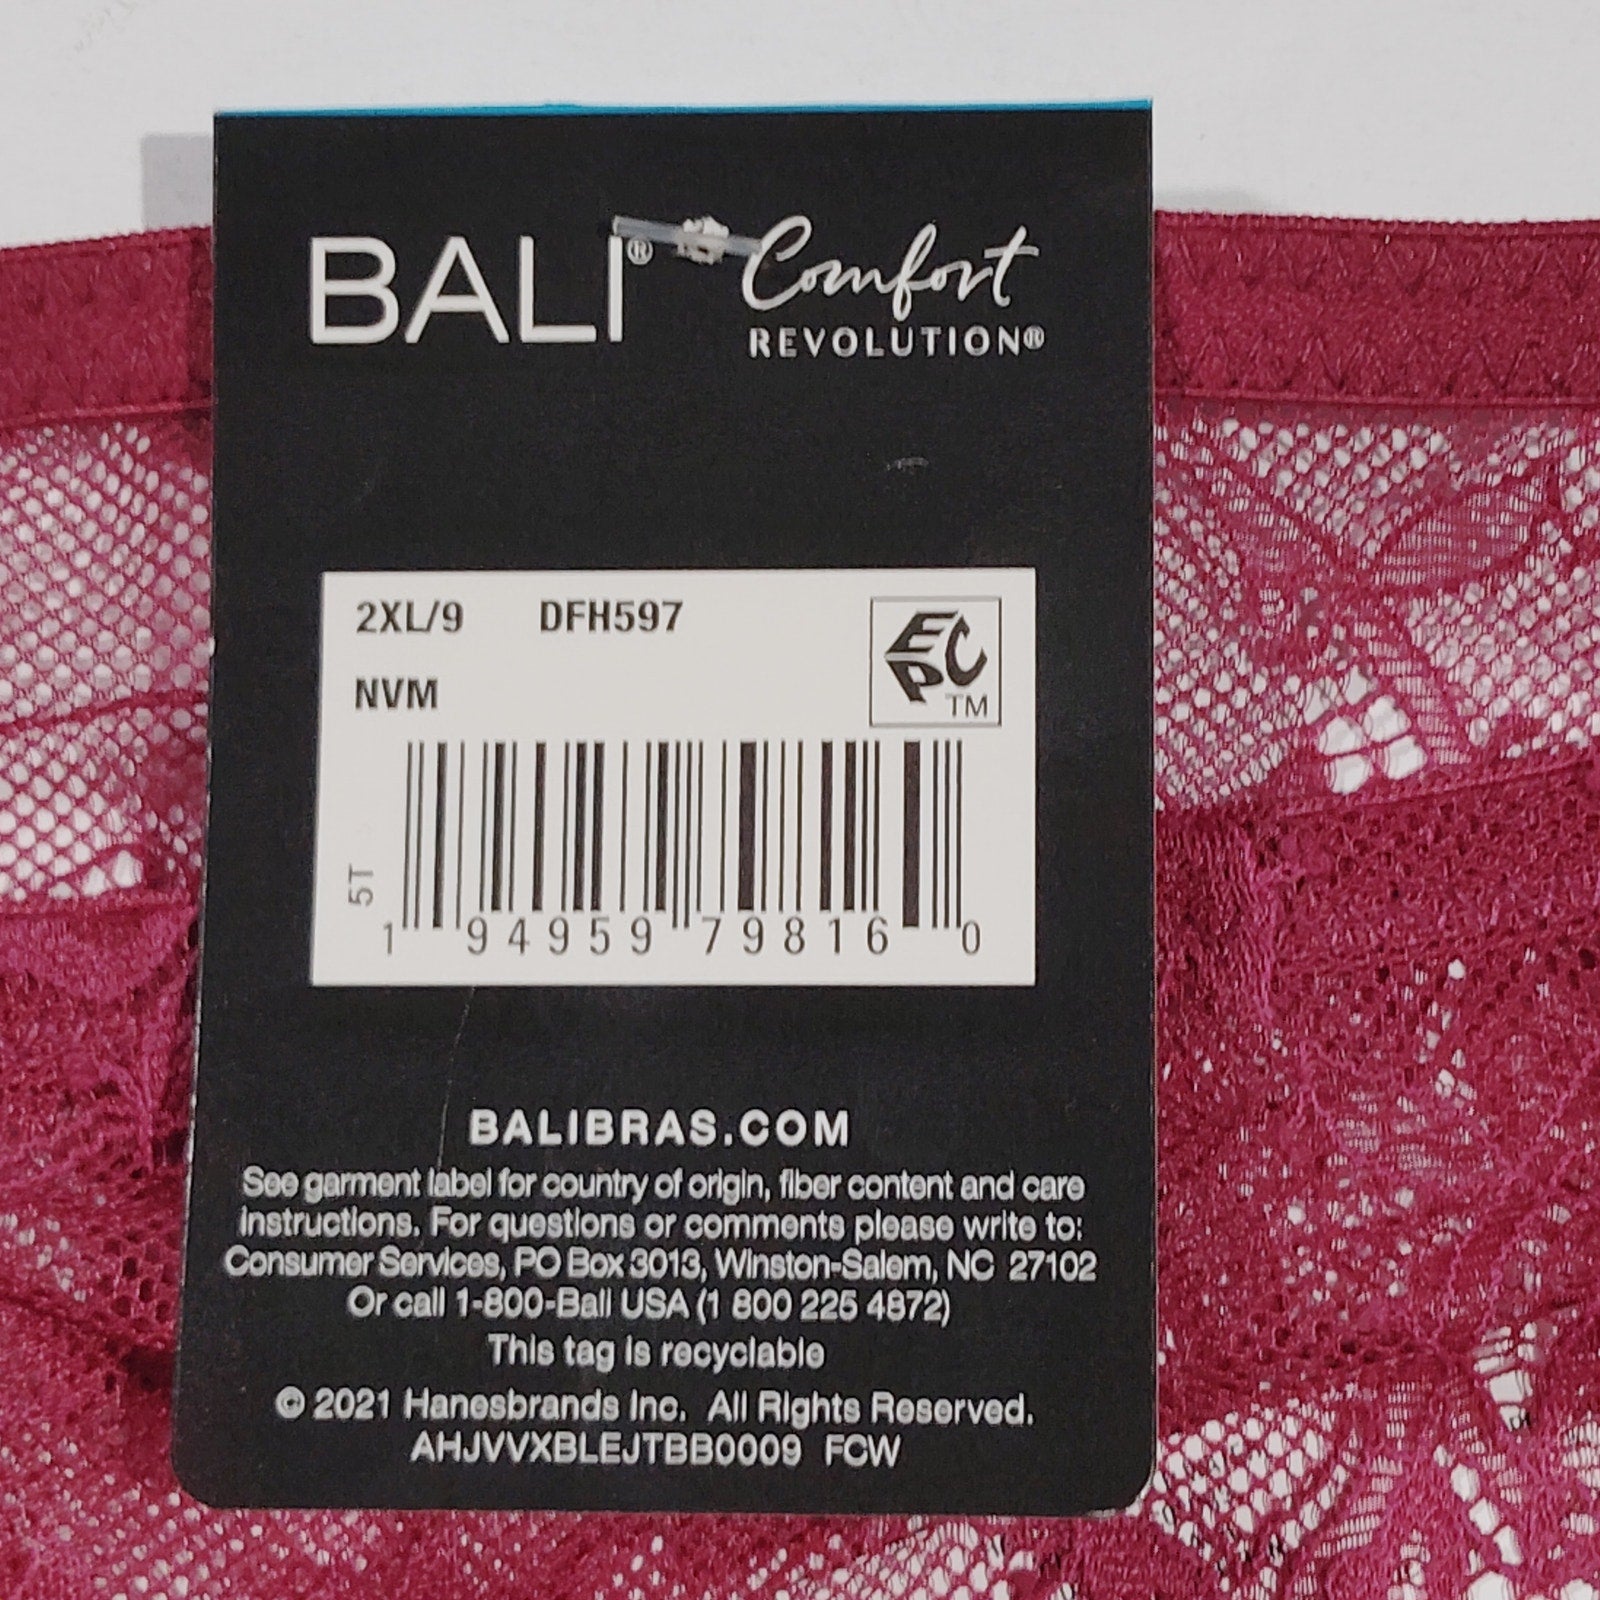 BALI® Comfort
REVOLUTION®
2XL/9 DFH597
NVM
EPC
TM
5T
1 94959 79816 0
BALIBRAS.COM
See garment label for country of origin, fiber content and care
instructions. For questions or comments please write to:
Consumer Services, PO Box 3013, Winston-Salem, NC 27102
Or call 1-800-Bali USA (1 800 225 4872)
This tag is recyclable
© 2021 Hanesbrands Inc. All Rights Reserved.
AHJVVXBLEJTBB0009 FCW